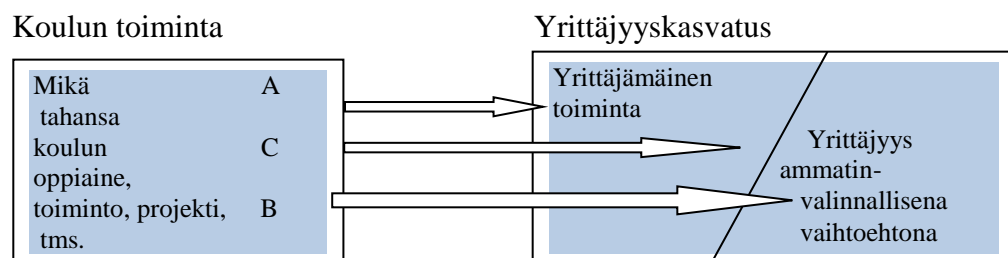 Koulun toiminta
Yrittäjyyskasvatus
Mikä A
tahansa
koulun C
oppiaine,
toiminto, projekti, B
tms.
Yrittäjämäinen
toiminta
Yrittäjyys
ammatin-
valinnallisena
vaihtoehtona